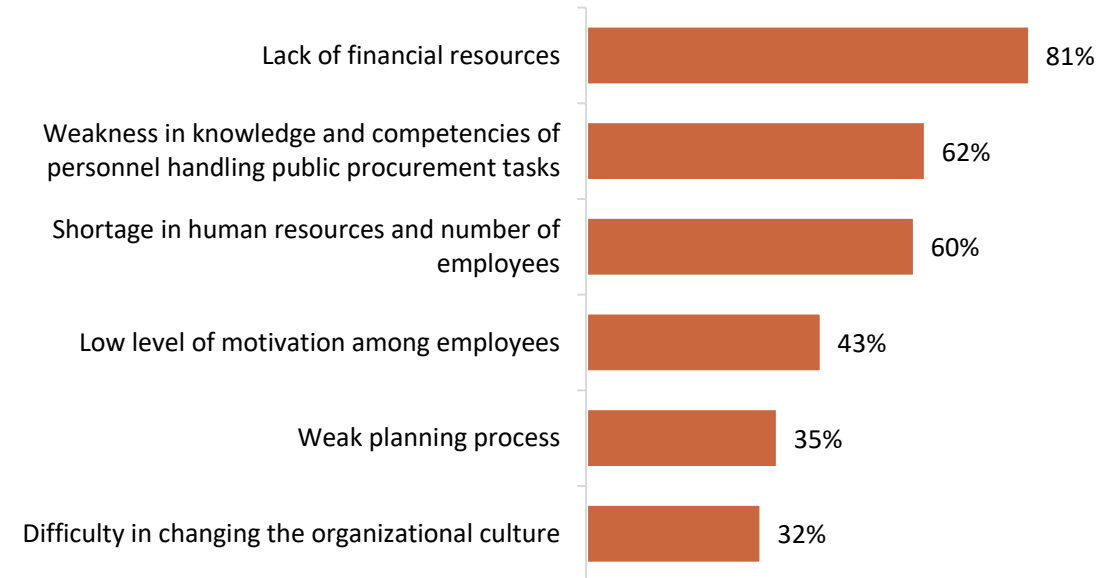 Lack of financial resources
81%
Weakness in knowledge and competencies of
personnel handling public procurement tasks
62%
Shortage in human resources and number of
employees
60%
Low level of motivation among employees
43%
Weak planning process
35%
Difficulty in changing the organizational culture
32%